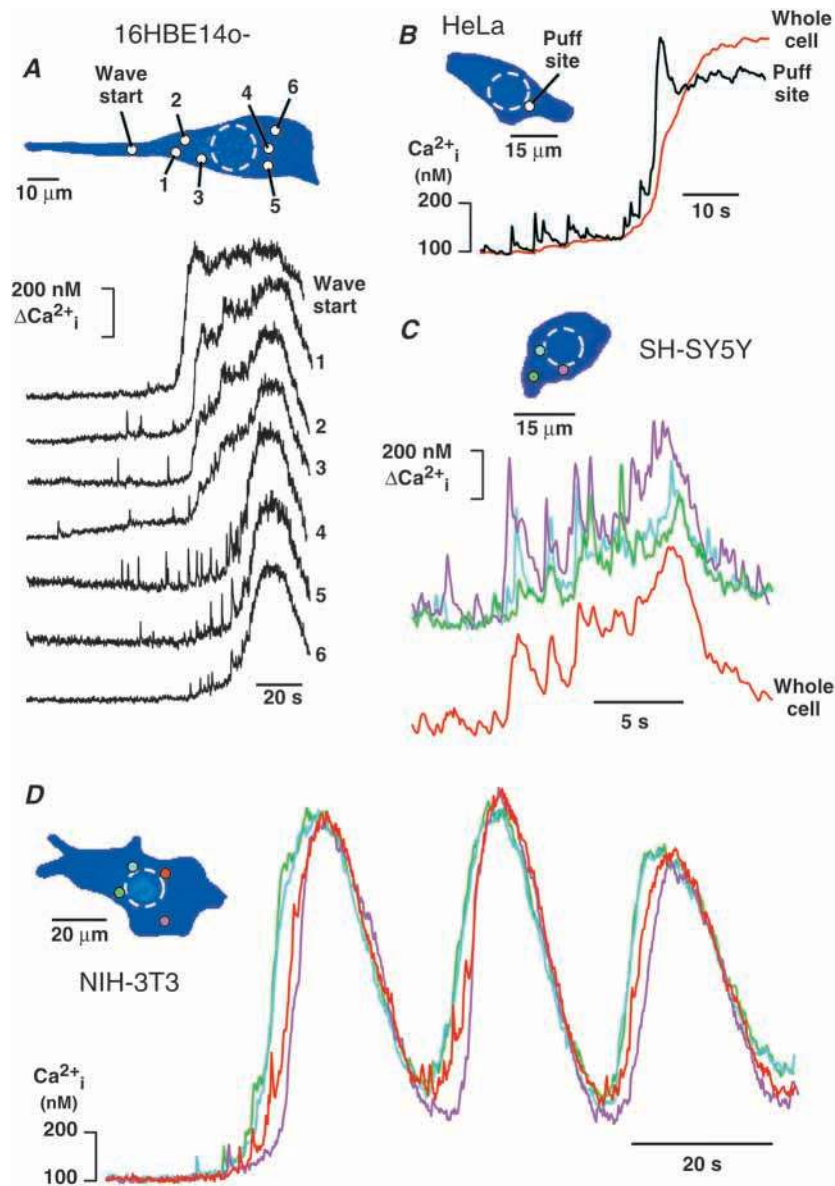 16HBE14o-
A
Wave start
1
2
3
4
5
6
10 μm
200 nM
ΔCa²⁺ᵢ
Wave start
1
2
3
4
5
6
20 s
B
HeLa
Puff site
15 μm
Ca²⁺ᵢ
(nM)
200
100
Whole cell
Puff site
10 s
C
SH-SY5Y
15 μm
200 nM
ΔCa²⁺ᵢ
Whole cell
5 s
D
20 μm
NIH-3T3
Ca²⁺ᵢ
(nM)
200
100
20 s